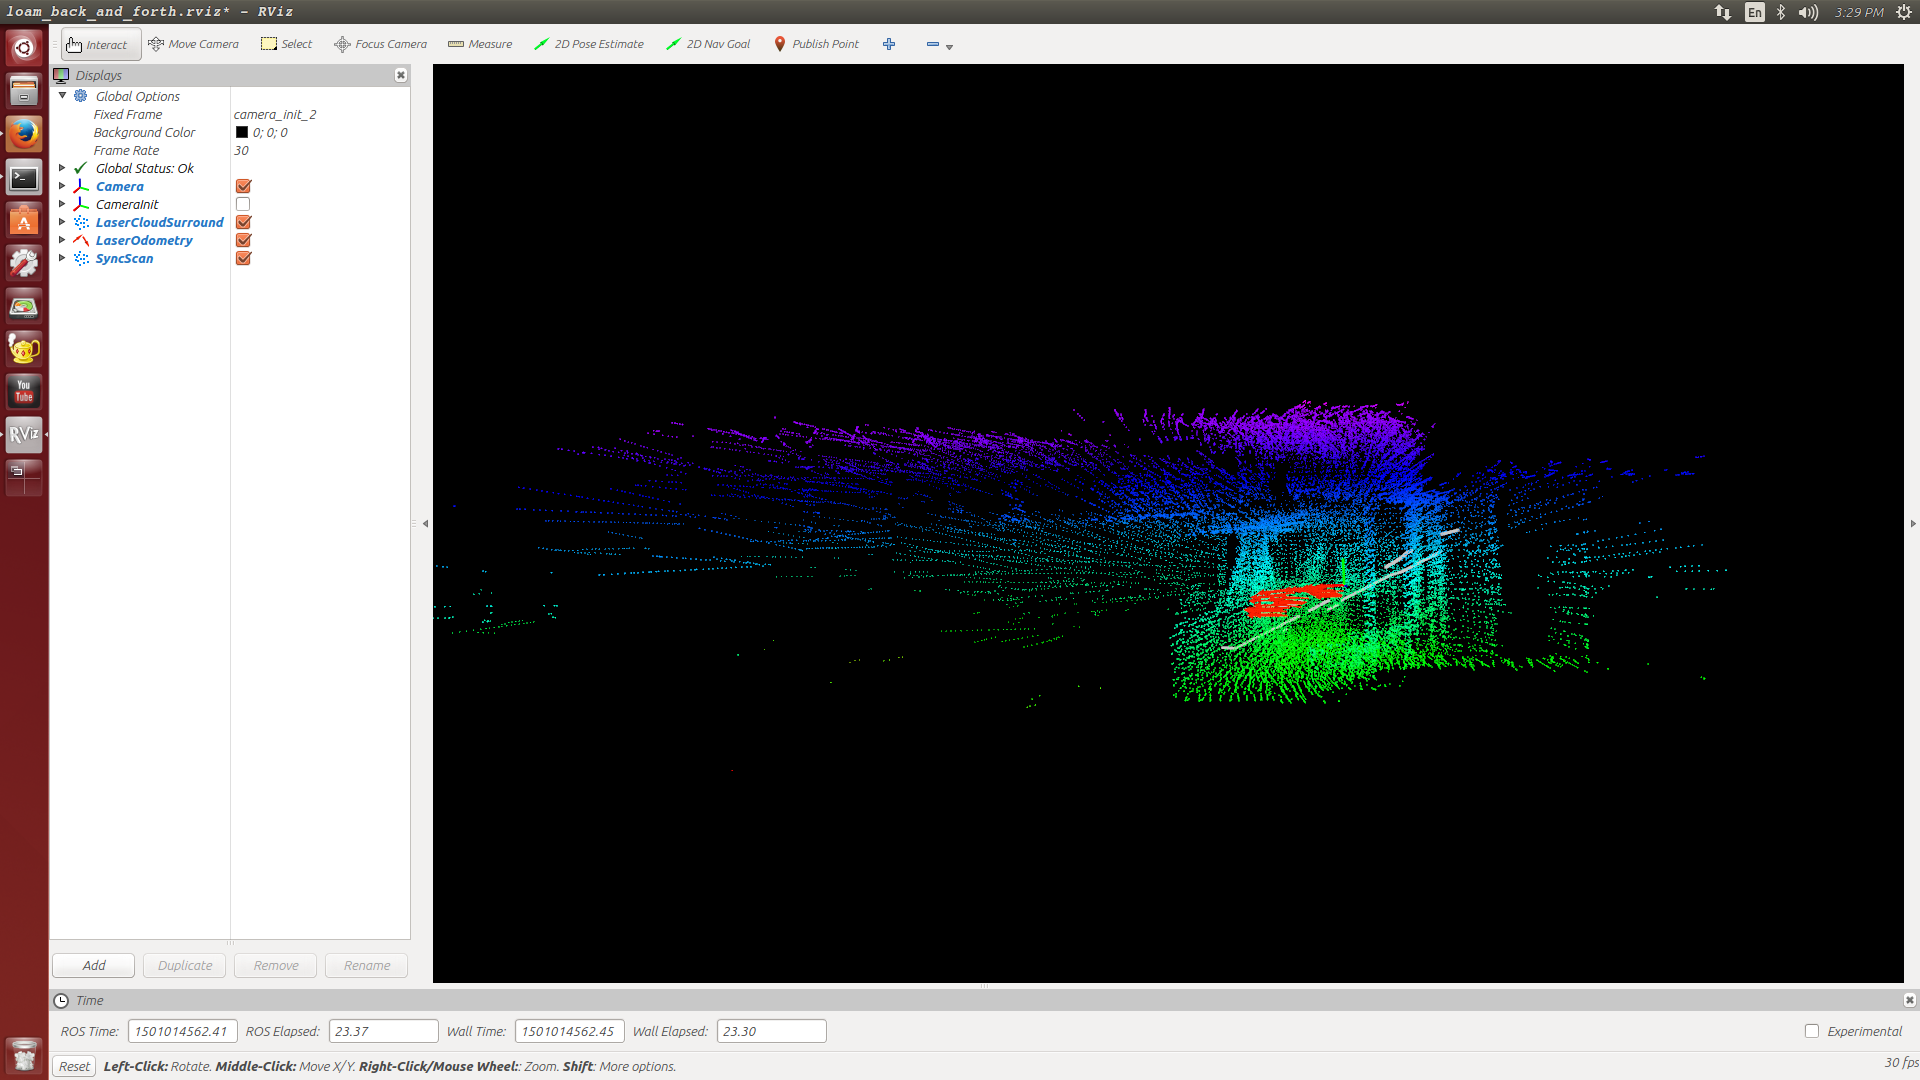 loam_back_and_forth.rviz* - RViz
En
3:29 PM
Interact
Move Camera
Select
Focus Camera
Measure
2D Pose Estimate
2D Nav Goal
Publish Point
Displays
Global Options
Fixed Frame camera_init_2
Background Color 0; 0; 0
Frame Rate 30
Global Status: Ok
Camera
CameraInit
LaserCloudSurround
LaserOdometry
SyncScan
You
Tube
RViz
Add
Duplicate
Remove
Rename
Time
ROS Time: 1501014562.41 ROS Elapsed: 23.37 Wall Time: 1501014562.45 Wall Elapsed: 23.30 Experimental
Reset Left-Click: Rotate. Middle-Click: Move X/Y. Right-Click/Mouse Wheel:: Zoom. Shift: More options. 30 fps